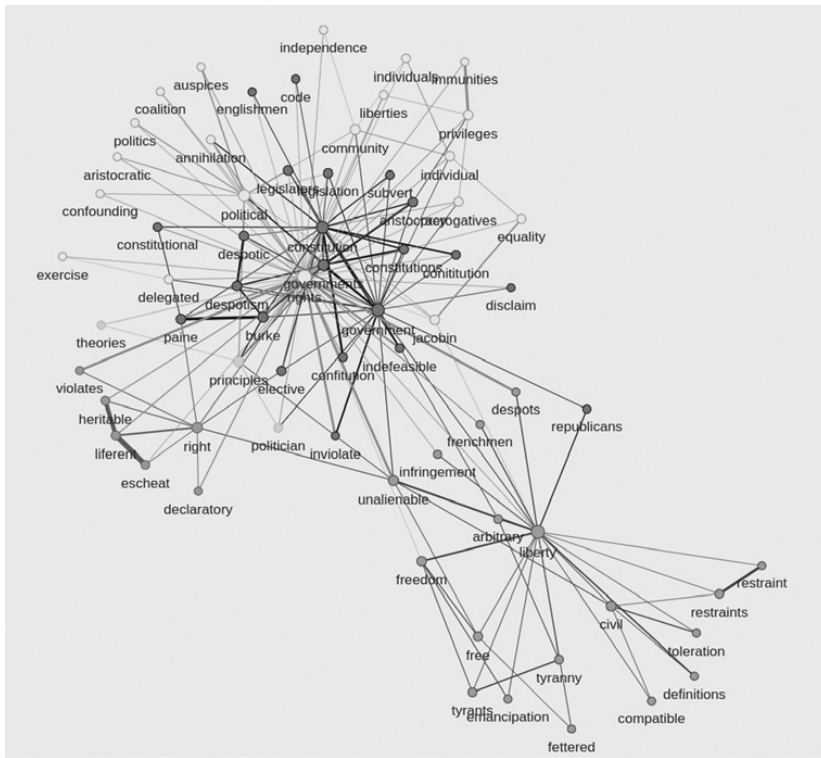 independence
individuals
immunities
auspices
code
coalition
englishmen
liberties
privileges
politics
community
annihilation
aristocratic
individual
legislators
legislation
subvert
confounding
political
aristocracy
prerogatives
equality
constitutional
constitution
despotic
constitutions
conititution
exercise
governments
delegated
despotism
rights
disclaim
government
theories
paine
burke
jacobin
indefeasible
principles
confitution
violates
elective
despots
heritable
republicans
right
politician
frenchmen
liferent
inviolate
infringement
escheat
unalienable
declaratory
arbitrary
liberty
freedom
restraint
restraints
civil
free
toleration
tyranny
definitions
tyrants
emancipation
compatible
fettered